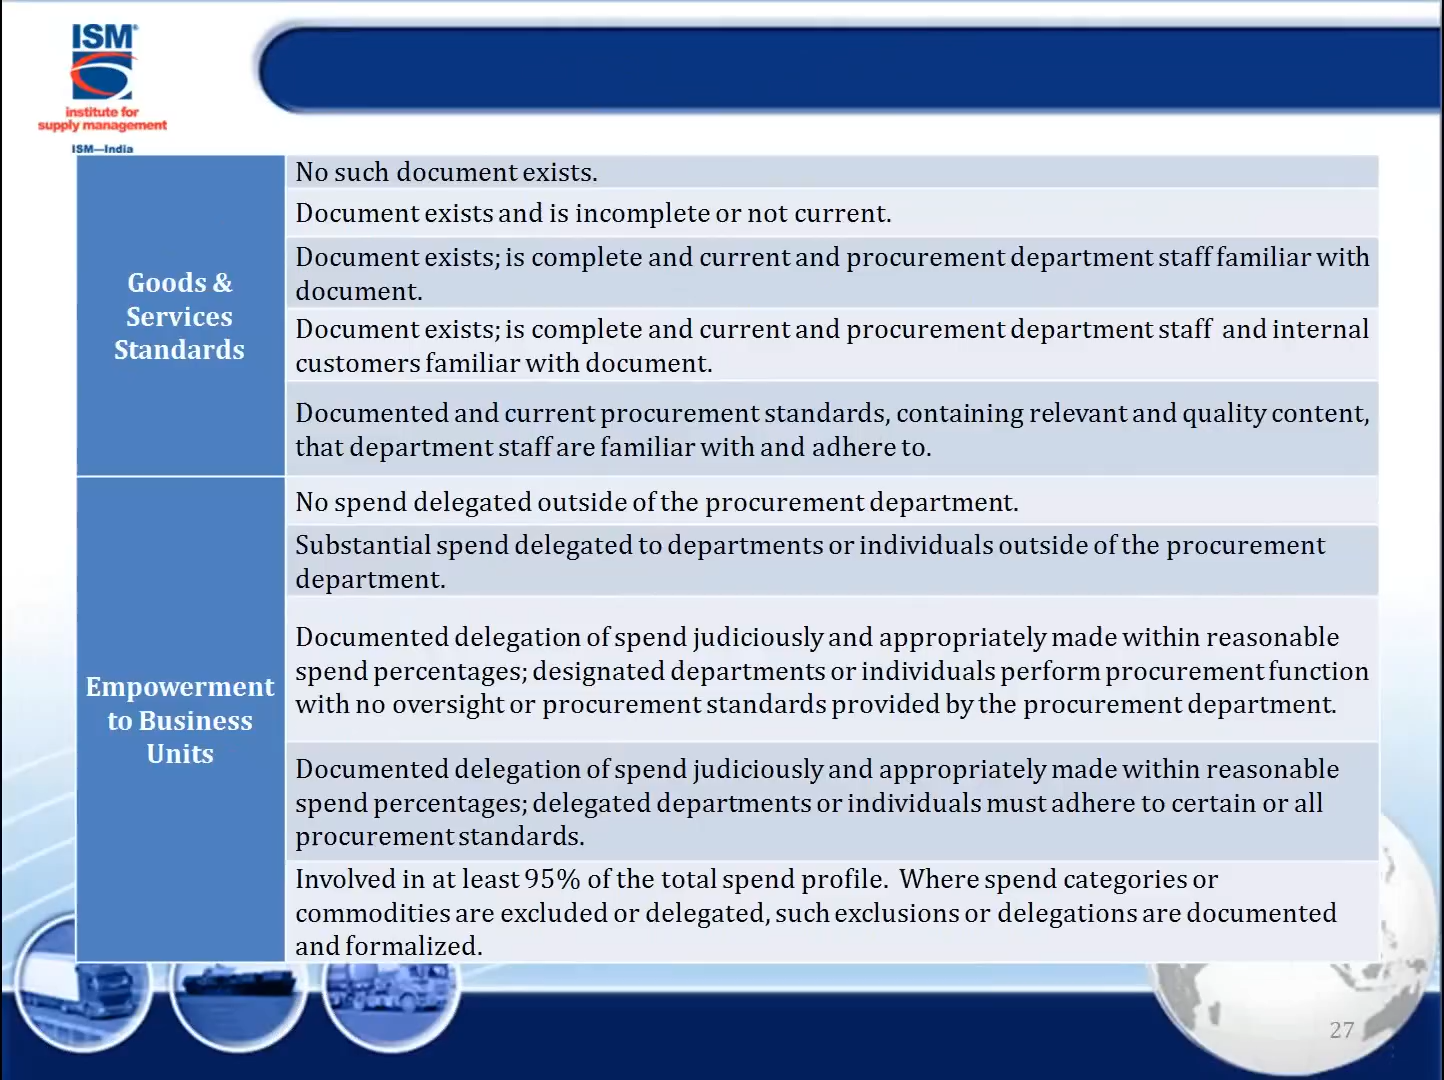 ISM
institute for
supply management
ISM—India
Goods &
Services
Standards
No such document exists.
Document exists and is incomplete or not current.
Document exists; is complete and current and procurement department staff familiar with
document.
Document exists; is complete and current and procurement department staff and internal
customers familiar with document.
Documented and current procurement standards, containing relevant and quality content,
that department staff are familiar with and adhere to.
Empowerment
to Business
Units
No spend delegated outside of the procurement department.
Substantial spend delegated to departments or individuals outside of the procurement
department.
Documented delegation of spend judiciously and appropriately made within reasonable
spend percentages; designated departments or individuals perform procurement function
with no oversight or procurement standards provided by the procurement department.
Documented delegation of spend judiciously and appropriately made within reasonable
spend percentages; delegated departments or individuals must adhere to certain or all
procurement standards.
Involved in at least 95% of the total spend profile. Where spend categories or
commodities are excluded or delegated, such exclusions or delegations are documented
and formalized.
27